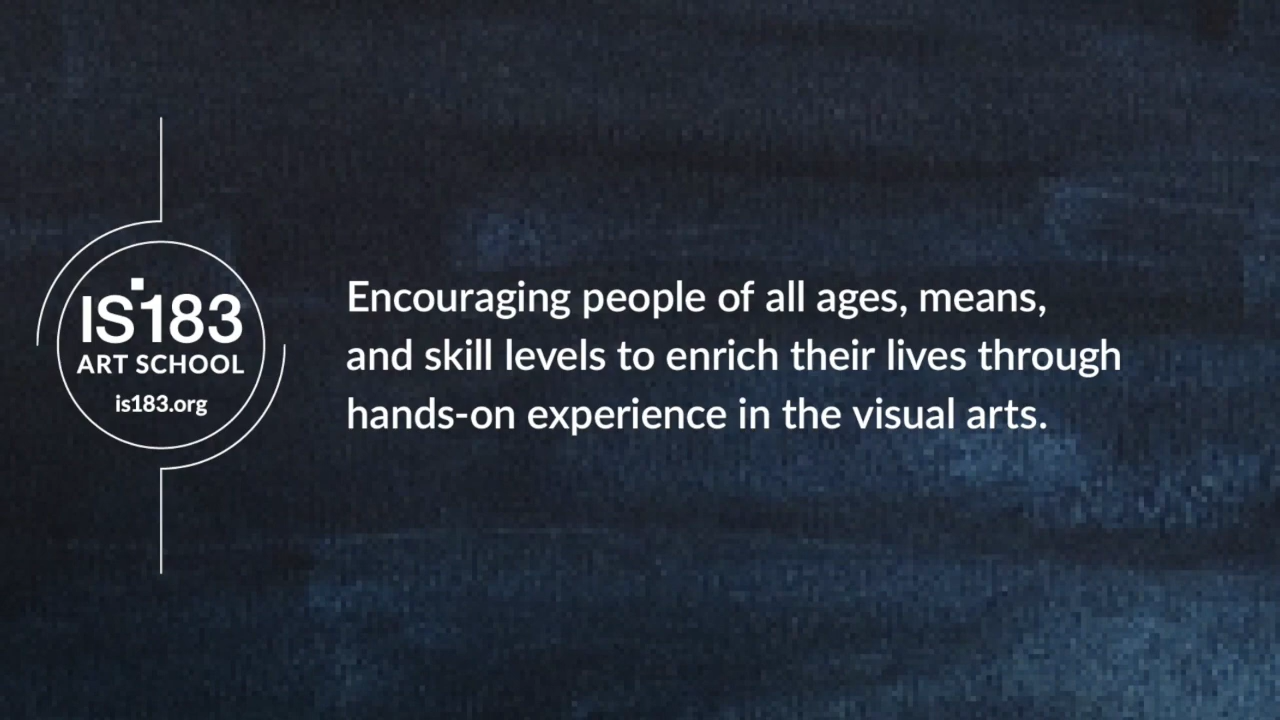 IS183
ART SCHOOL
is183.org
Encouraging people of all ages, means,
and skill levels to enrich their lives through
hands-on experience in the visual arts.